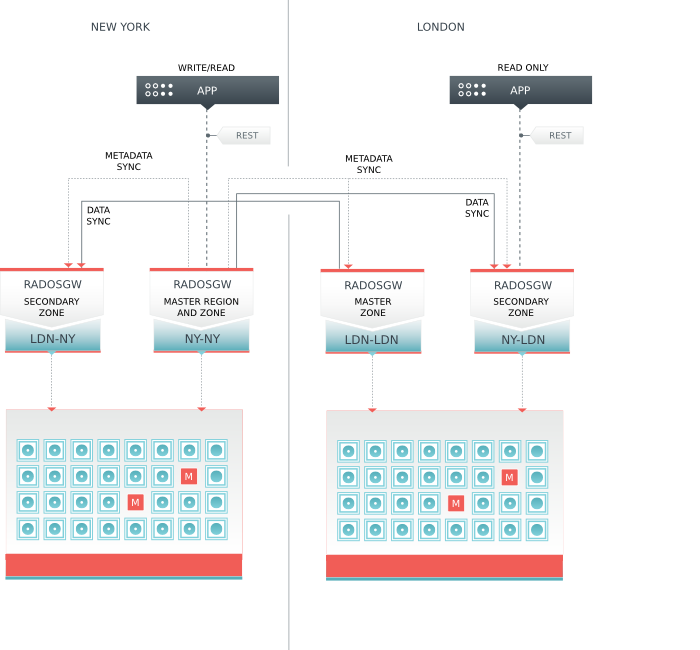 NEW YORK
LONDON
WRITE/READ
READ ONLY
APP
APP
REST
REST
METADATA
SYNC
METADATA
SYNC
DATA
SYNC
DATA
SYNC
RADOSGW
SECONDARY
ZONE
LDN-NY
RADOSGW
MASTER REGION
AND ZONE
NY-NY
RADOSGW
MASTER
ZONE
LDN-LDN
RADOSGW
SECONDARY
ZONE
NY-LDN
M
M
M
M